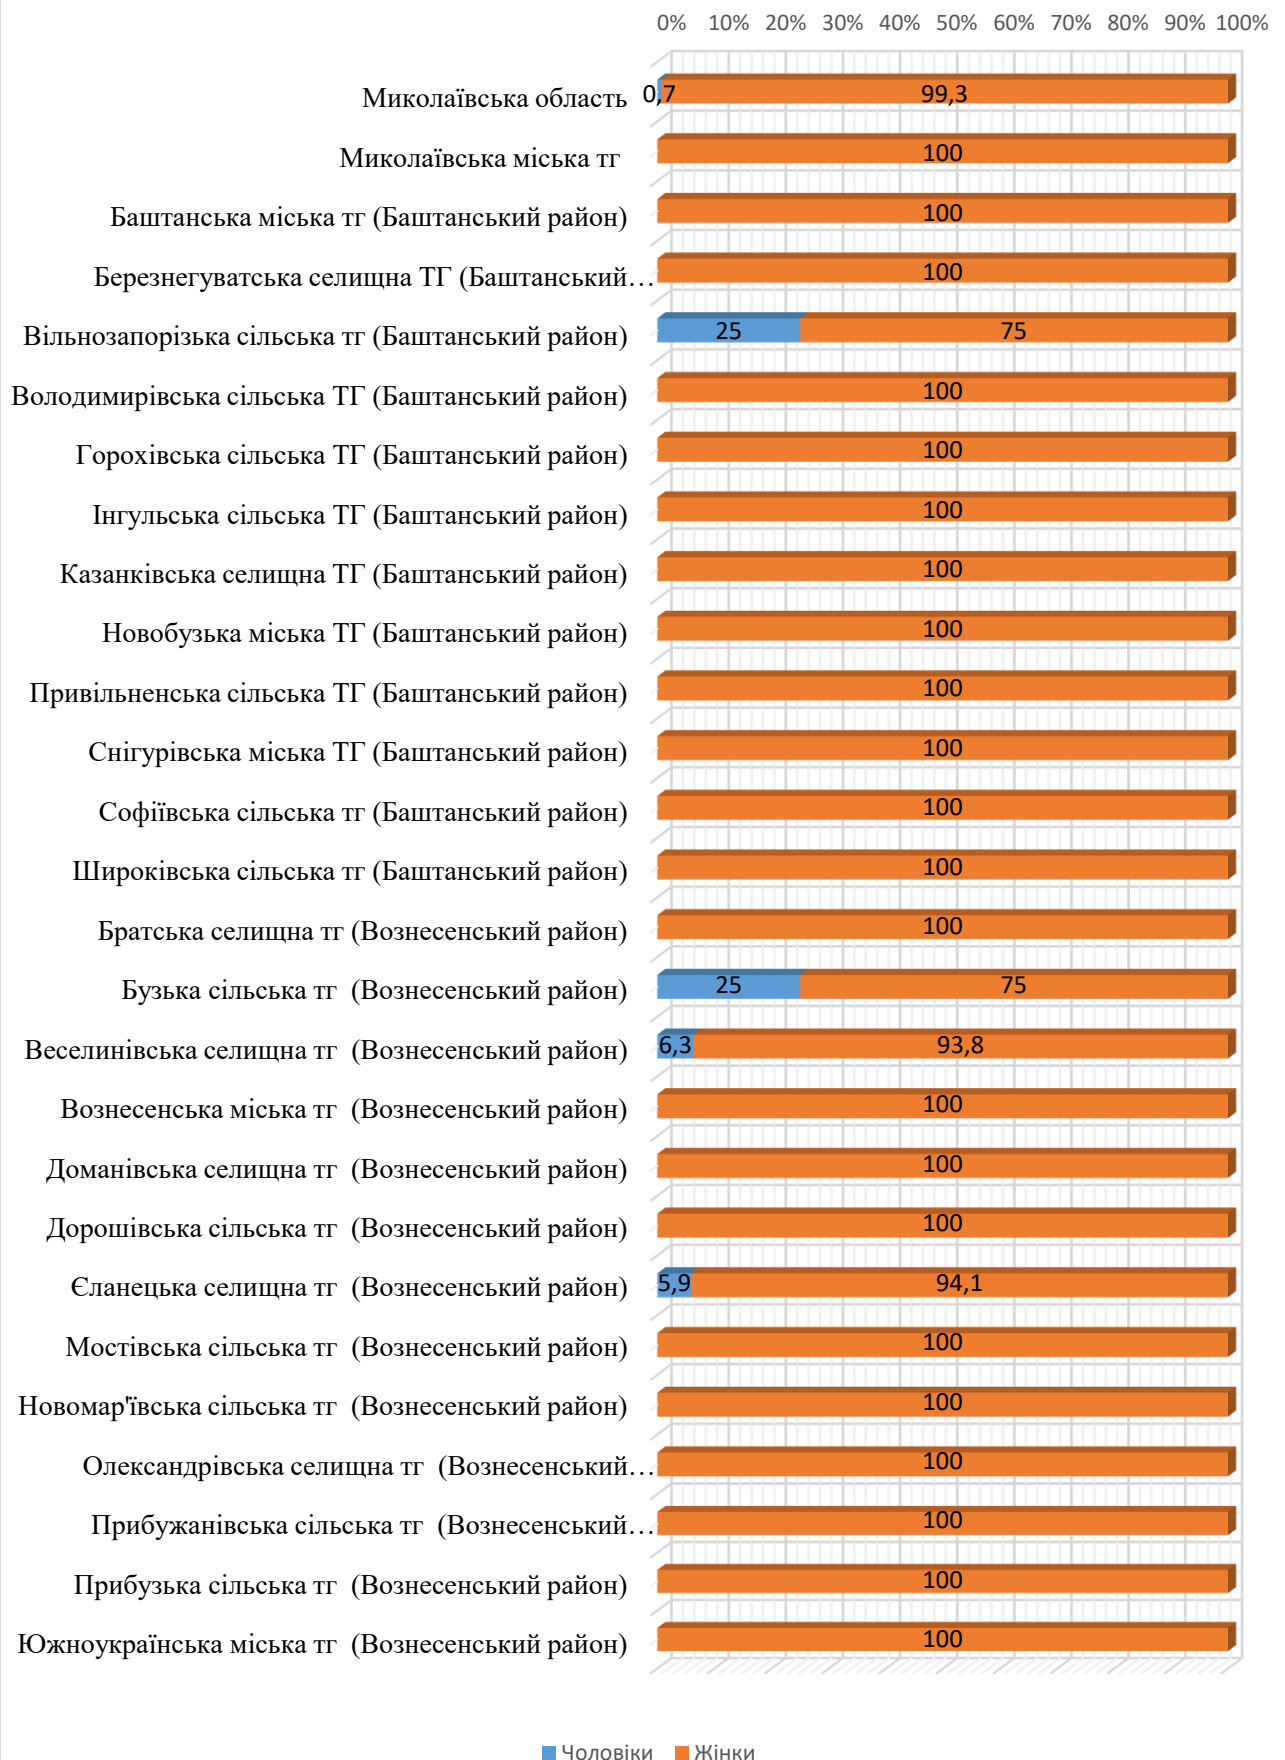 0% 10% 20% 30% 40% 50% 60% 70% 80% 90% 100%
Миколаївська область 0,7 99,3
Миколаївська міська тг 100
Баштанська міська тг (Баштанський район) 100
Березнегуватська селищна ТГ (Баштанський… 100
Вільнозапорізька сільська тг (Баштанський район) 25 75
Володимирівська сільська ТГ (Баштанський район) 100
Горохівська сільська ТГ (Баштанський район) 100
Інгульська сільська ТГ (Баштанський район) 100
Казанківська селищна ТГ (Баштанський район) 100
Новобузька міська ТГ (Баштанський район) 100
Привільненська сільська ТГ (Баштанський район) 100
Снігурівська міська ТГ (Баштанський район) 100
Софіївська сільська тг (Баштанський район) 100
Широківська сільська тг (Баштанський район) 100
Братська селищна тг (Вознесенський район) 100
Бузька сільська тг (Вознесенський район) 25 75
Веселинівська селищна тг (Вознесенський район) 6,3 93,8
Вознесенська міська тг (Вознесенський район) 100
Доманівська селищна тг (Вознесенський район) 100
Дорошівська сільська тг (Вознесенський район) 100
Єланецька селищна тг (Вознесенський район) 5,9 94,1
Мостівська сільська тг (Вознесенський район) 100
Новомар'ївська сільська тг (Вознесенський район) 100
Олександрівська селищна тг (Вознесенський… 100
Прибужанівська сільська тг (Вознесенський… 100
Прибузька сільська тг (Вознесенський район) 100
Южноукраїнська міська тг (Вознесенський район) 100
Чоловіки Жінки